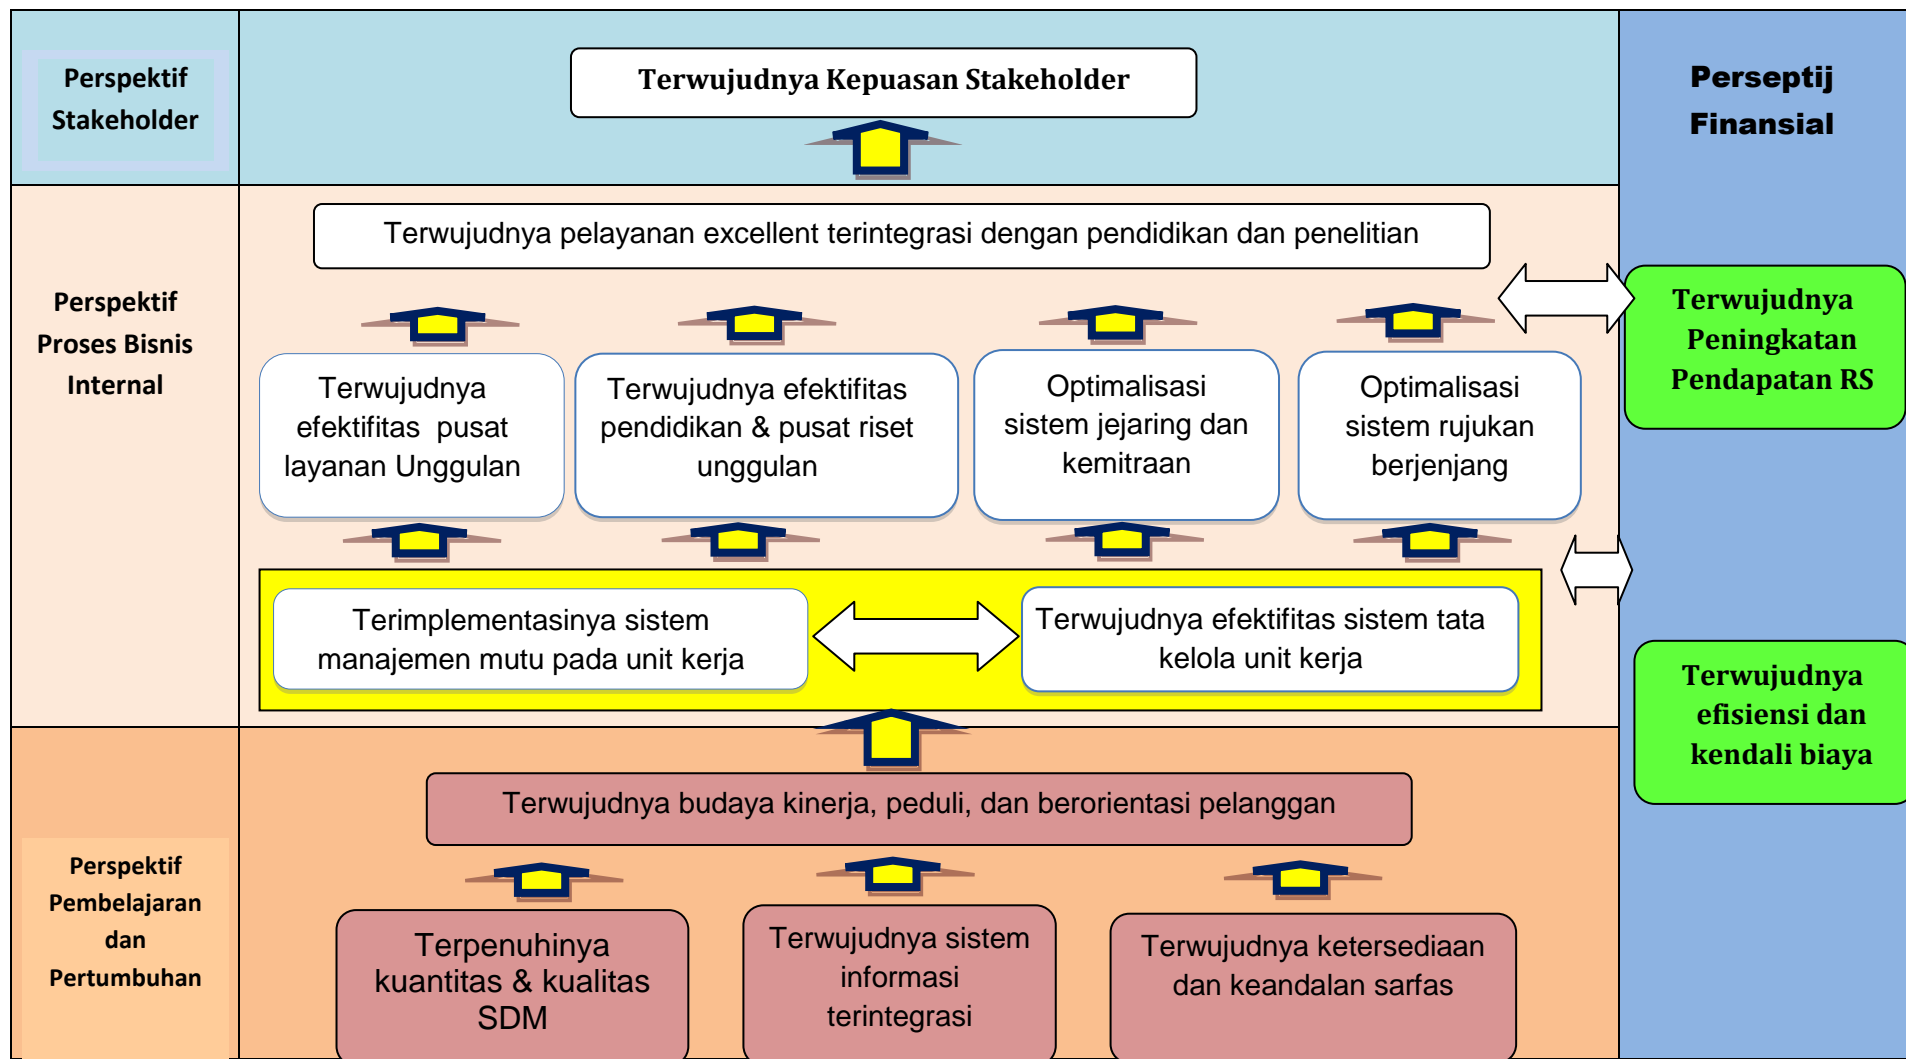 Perspektif
Stakeholder
Terwujudnya Kepuasan Stakeholder
Perseptij
Finansial
Perspektif
Proses Bisnis
Internal
Terwujudnya pelayanan excellent terintegrasi dengan pendidikan dan penelitian
Terwujudnya
efektifitas pusat
layanan Unggulan
Terwujudnya efektifitas
pendidikan & pusat riset
unggulan
Optimalisasi
sistem jejaring dan
kemitraan
Optimalisasi
sistem rujukan
berjenjang
Terwujudnya
Peningkatan
Pendapatan RS
Terimplementasinya sistem
manajemen mutu pada unit kerja
Terwujudnya efektifitas sistem tata
kelola unit kerja
Terwujudnya
efisiensi dan
kendali biaya
Perspektif
Pembelajaran
dan
Pertumbuhan
Terwujudnya budaya kinerja, peduli, dan berorientasi pelanggan
Terpenuhinya
kuantitas & kualitas
SDM
Terwujudnya sistem
informasi
terintegrasi
Terwujudnya ketersediaan
dan keandalan sarfas